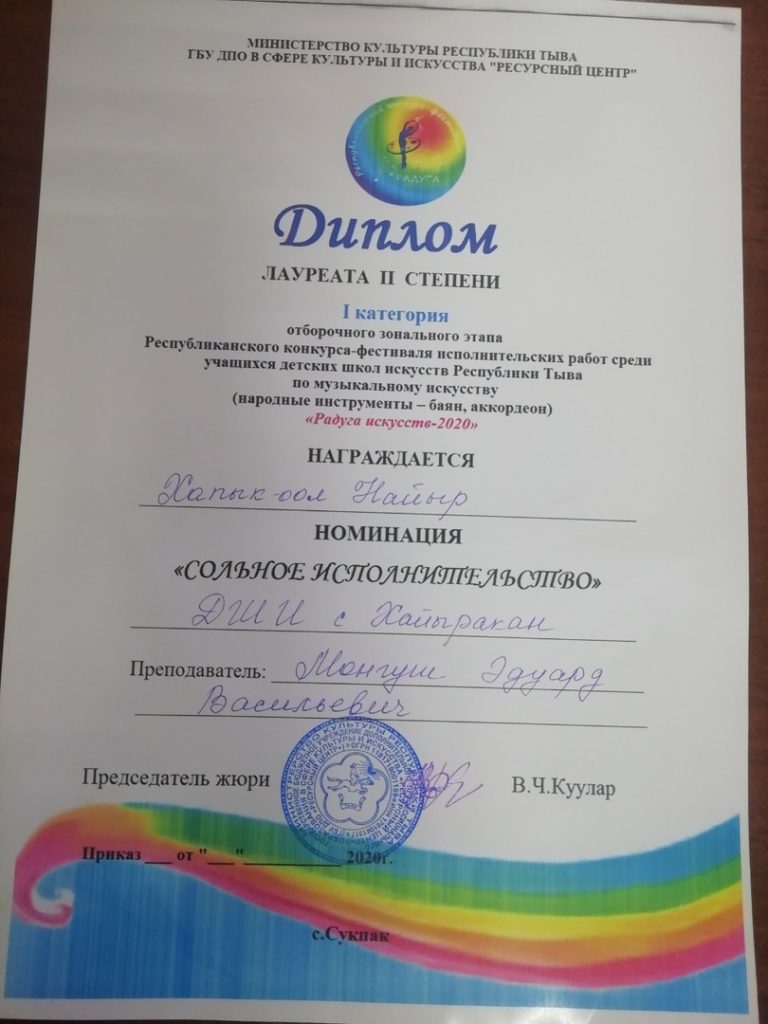 МИНИСТЕРСТВО КУЛЬТУРЫ РЕСПУБЛИКИ ТЫВА
ГБУ ДПО В СФЕРЕ КУЛЬТУРЫ И ИСКУССТВА "РЕСУРСНЫЙ ЦЕНТР"
РАДУГА
Диплом
ЛАУРЕАТА II СТЕПЕНИ
I категория
отборочного зонального этапа
Республиканского конкурса-фестиваля исполнительских работ среди
учащихся детских школ искусств Республики Тыва
по музыкальному искусству
(народные инструменты – баян, аккордеон)
«Радуга искусств-2020»
НАГРАЖДАЕТСЯ
Хапык-оол Найыр
НОМИНАЦИЯ
«СОЛЬНОЕ ИСПОЛНИТЕЛЬСТВО»
ДШИ с Хайыракан
Преподаватель: Монгуш Эдуард
Васильевич
Председатель жюри В.Ч.Куулар
Приказ ___ от "___"___________ 2020г.
с.Сукпак